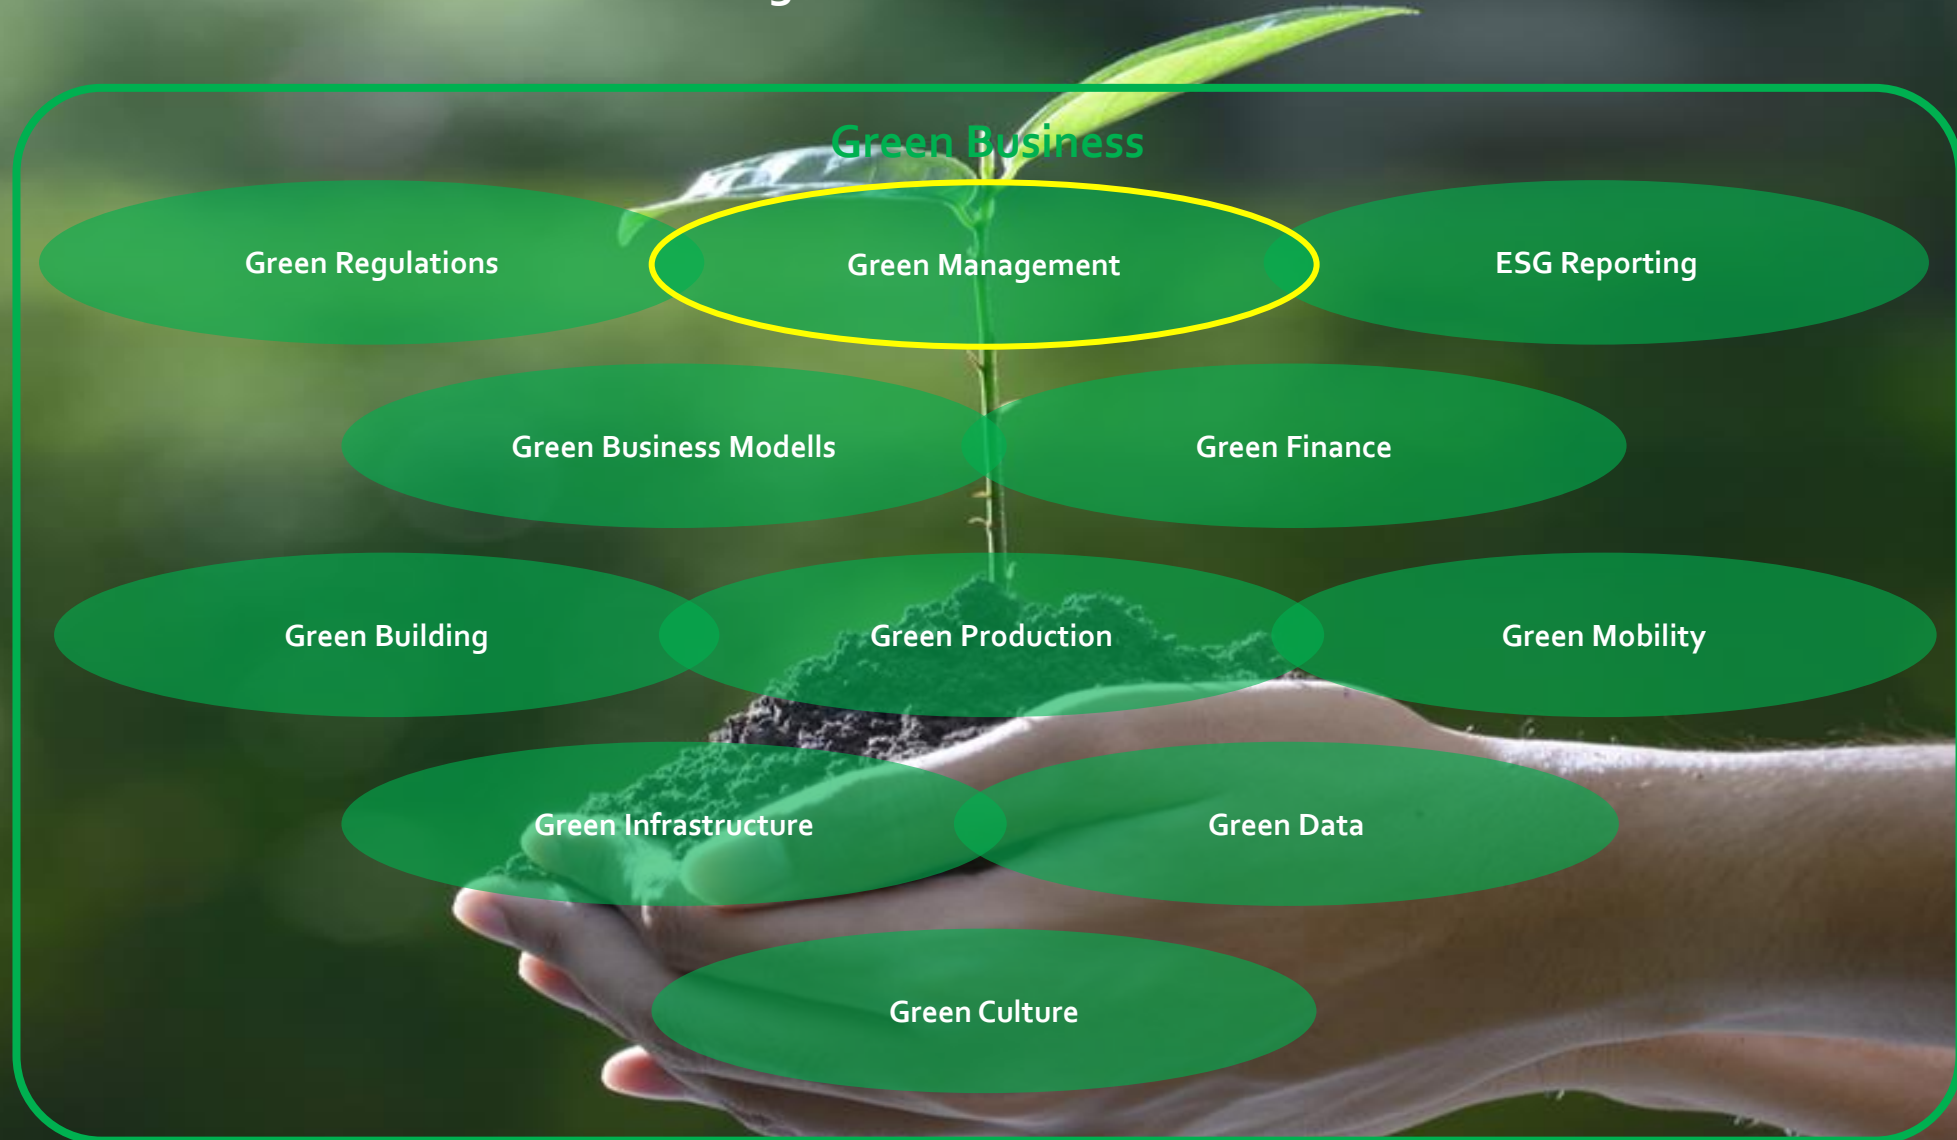 Green Business
Green Regulations
Green Management
ESG Reporting
Green Business Modells
Green Finance
Green Building
Green Production
Green Mobility
Green Infrastructure
Green Data
Green Culture